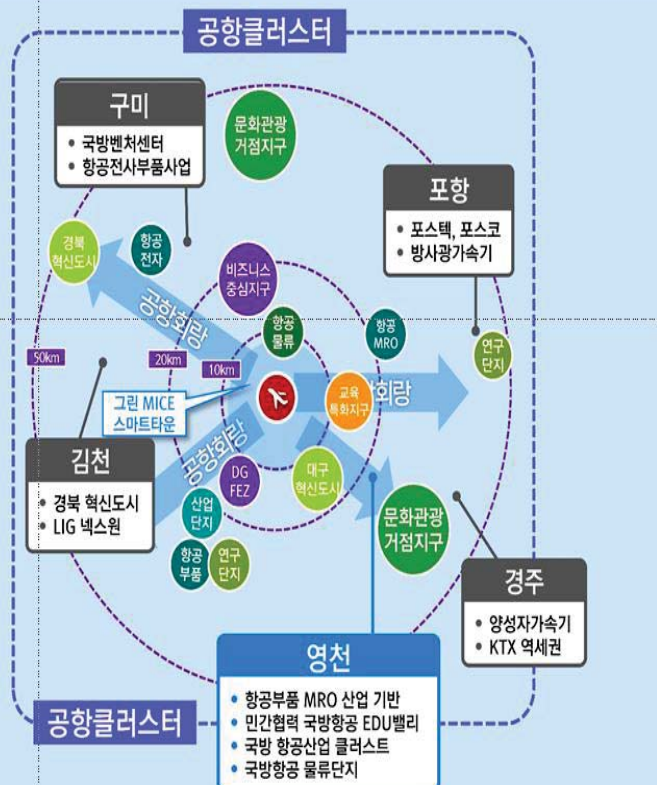 공항클러스터
구미
• 국방벤처센터
• 항공전사부품사업
문화관광
거점지구
포항
• 포스텍, 포스코
• 방사광가속기
경북
혁신도시
항공
전자
비즈니스
중심지구
공항회랑
항공
물류
항공
MRO
연구
단지
50km
20km
10km
그린 MICE
스마트타운
교육
특화지구
항회랑
김천
• 경북 혁신도시
• LIG 넥스원
공항회랑
DG
FEZ
대구
혁신도시
산업
단지
문화관광
거점지구
항공
부품
연구
단지
경주
• 양성자가속기
• KTX 역세권
영천
• 항공부품 MRO 산업 기반
• 민간협력 국방항공 EDU밸리
• 국방 항공산업 클러스트
• 국방항공 물류단지
공항클러스터